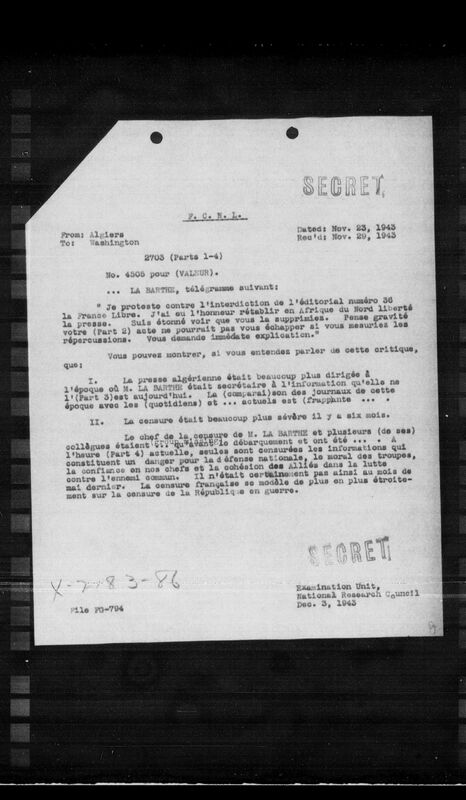 SECRET
F. C. N. L.
From: Algiers Dated: Nov. 23, 1943
To: Washington Rec'd: Nov. 29, 1943
2703 (Parts 1-4)
No. 4305 pour (VALEUR).
... LA BARTHE, télégramme suivant:
" Je proteste contre l'interdiction de l'éditorial numéro 36
la France Libre. J'ai eu l'honneur rétablir en Afrique du Nord liberté
la presse. Suis étonné voir que vous la supprimiez. Pense gravité
votre (Part 2) acte ne pourrait pas vous échapper si vous mesuriez les
répercussions. Vous demande immédate explication."
Vous pouvez montrer, si vous entendez parler de cette critique,
que:
I. La presse algérienne était beaucoup plus dirigée à
l'époque où M. LA BARTHE était secrétaire à l'information qu'elle ne
l'(Part 3)est aujourd'hui. La (comparai)son des journaux de cette
époque avec les (quotidiens) et ... actuels est (frappante ... .
II. La censure était beaucoup plus sévère il y a six mois.
Le chef de la censure de M. LA BARTHE et plusieurs (de ses)
collègues étaient ... qu'avant le débarquement et ont été ... . A
l'heure (Part 4) actuelle, seules sont censurées les informations qui
constituent un danger pour la défense nationale, le moral des troupes,
la confiance en nos chefs et la cohésion des Alliés dans la lutte
contre l'ennemi commun. Il n'était certainement pas ainsi au mois de
mai dernier. La censure française se modèle de plus en plus étroite-
ment sur la censure de la République en guerre.
SECRET
X-2783-86
Examination Unit,
National Research Council
File FG-794 Dec. 3, 1943